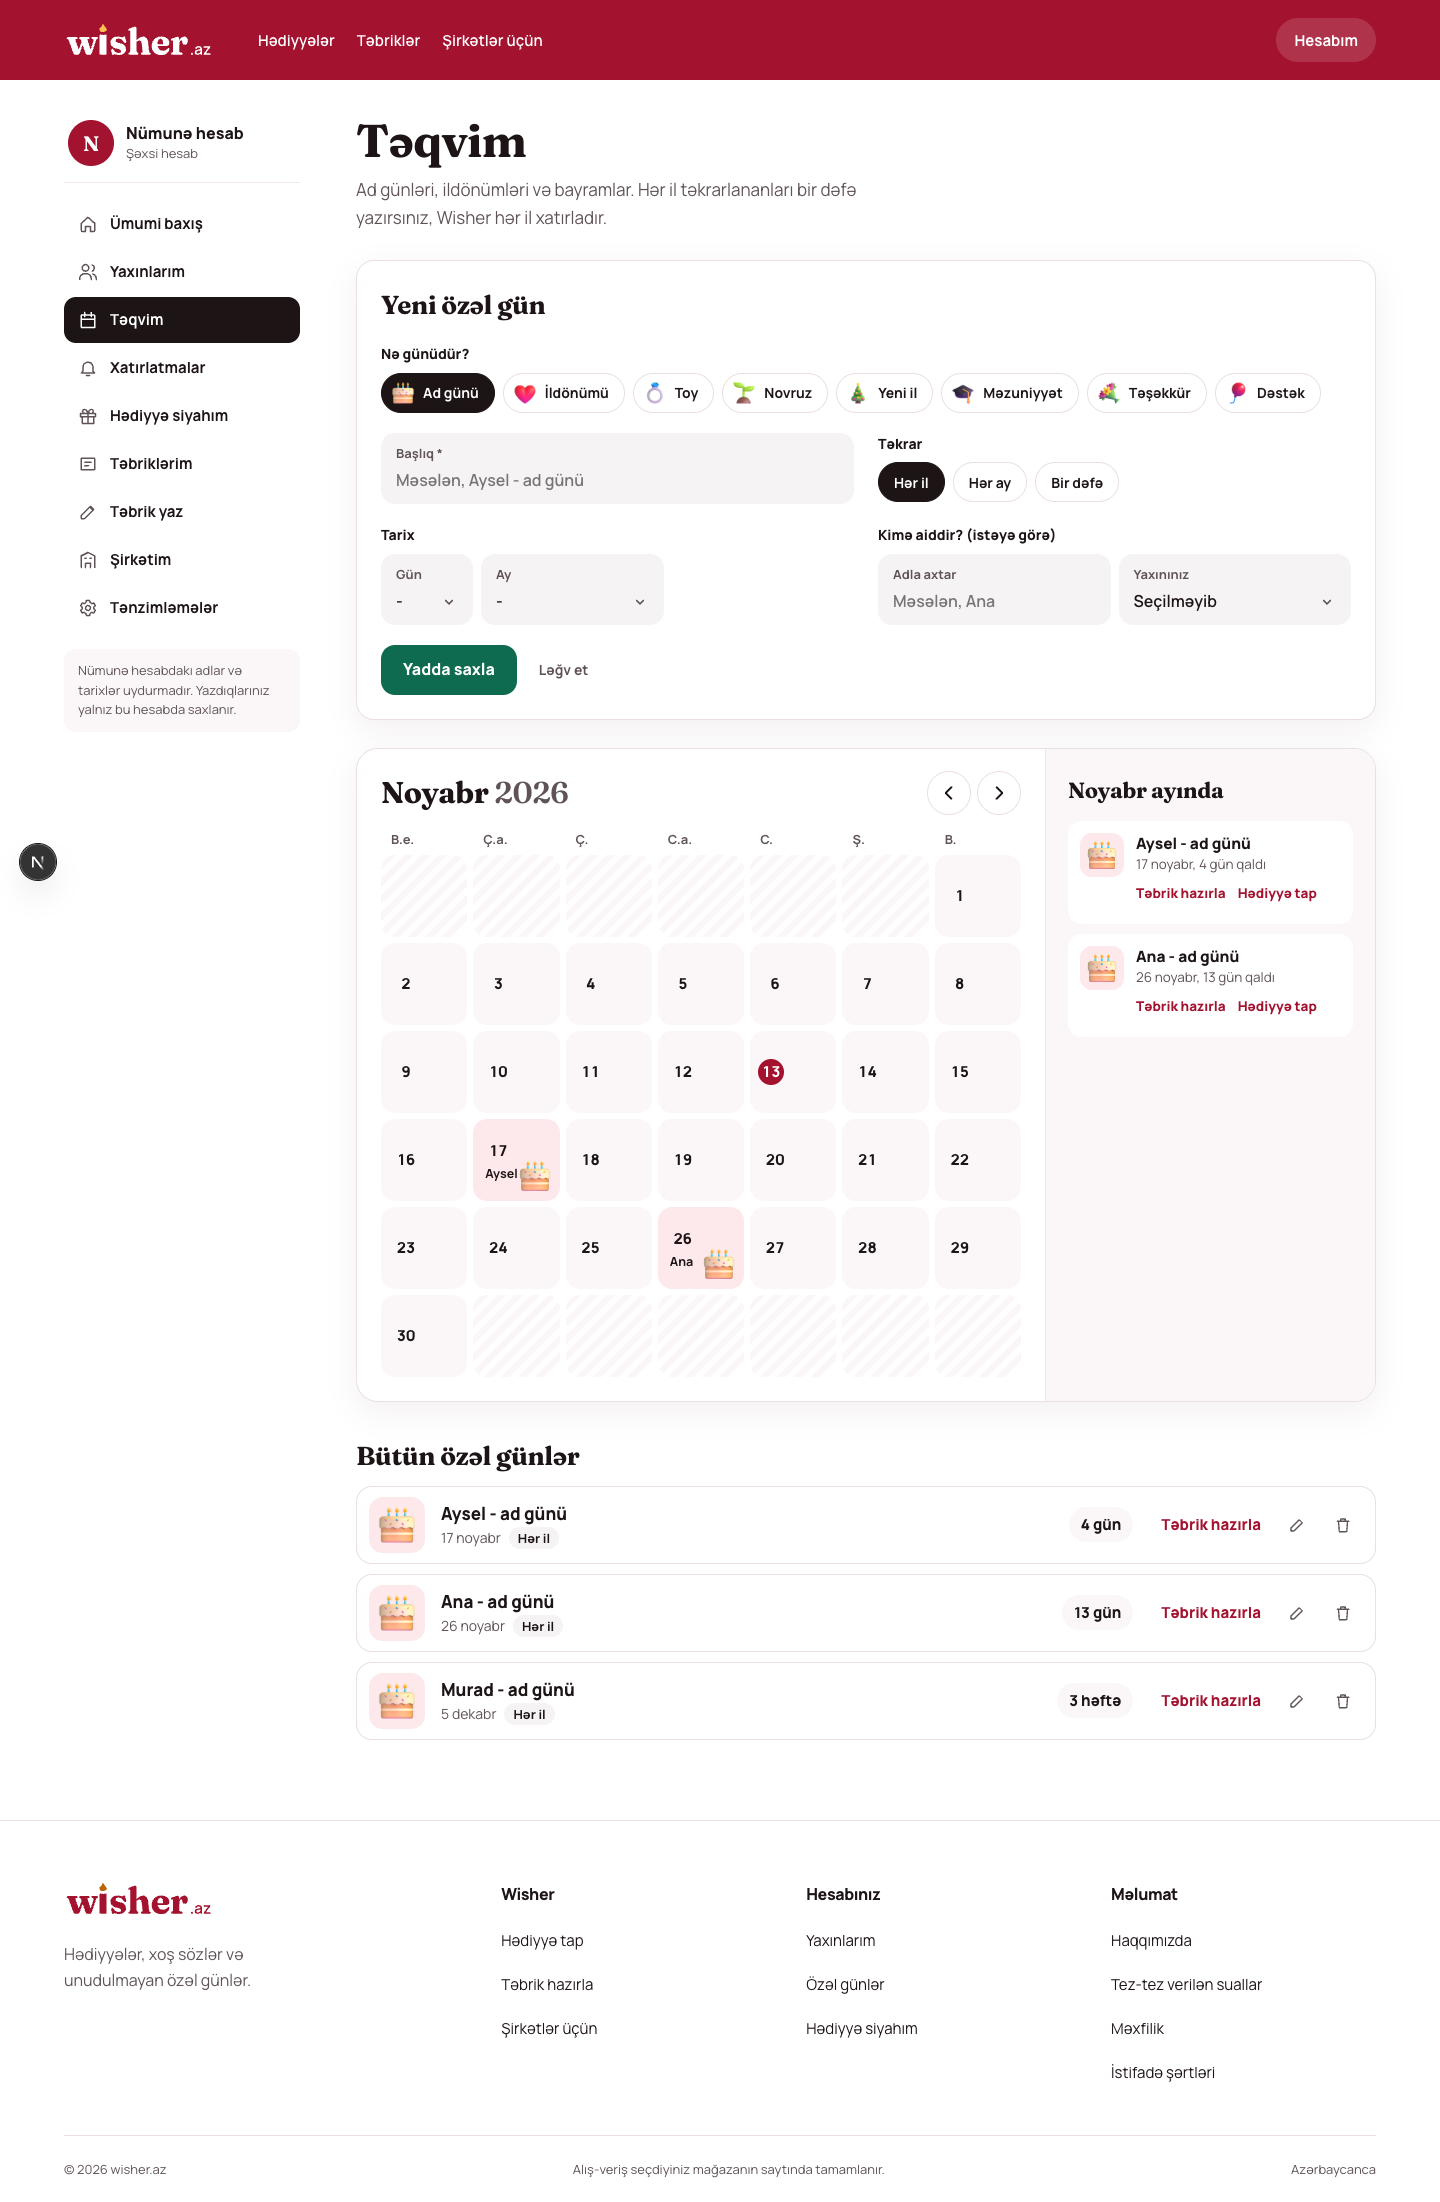 wisher.az
Hədiyyələr
Təbriklər
Şirkətlər üçün
Hesabım
N
Nümunə hesab
Şəxsi hesab
Ümumi baxış
Yaxınlarım
Təqvim
Xatırlatmalar
Hədiyyə siyahım
Təbriklərim
Təbrik yaz
Şirkətim
Tənzimləmələr
Nümunə hesabdakı adlar və
tarixlər uydurmadır. Yazdıqlarınız
yalnız bu hesabda saxlanır.
N
Təqvim
Ad günləri, ildönümləri və bayramlar. Hər il təkrarlananları bir dəfə
yazırsınız, Wisher hər il xatırladır.
Yeni özəl gün
Nə günüdür?
Ad günü
İldönümü
Toy
Novruz
Yeni il
Məzuniyyət
Təşəkkür
Dəstək
Başlıq *
Məsələn, Aysel - ad günü
Təkrar
Hər il
Hər ay
Bir dəfə
Tarix
Gün
-
Ay
-
Kimə aiddir? (istəyə görə)
Adla axtar
Məsələn, Ana
Yaxınınız
Seçilməyib
Yadda saxla
Ləğv et
Noyabr 2026
B.e. Ç.a. Ç. C.a. C. Ş. B.
1
2 3 4 5 6 7 8
9 10 11 12 13 14 15
16 17 18 19 20 21 22
Aysel
23 24 25 26 27 28 29
Ana
30
Noyabr ayında
Aysel - ad günü
17 noyabr, 4 gün qaldı
Təbrik hazırla Hədiyyə tap
Ana - ad günü
26 noyabr, 13 gün qaldı
Təbrik hazırla Hədiyyə tap
Bütün özəl günlər
Aysel - ad günü
17 noyabr Hər il
4 gün
Təbrik hazırla
Ana - ad günü
26 noyabr Hər il
13 gün
Təbrik hazırla
Murad - ad günü
5 dekabr Hər il
3 həftə
Təbrik hazırla
wisher.az
Hədiyyələr, xoş sözlər və
unudulmayan özəl günlər.
Wisher
Hədiyyə tap
Təbrik hazırla
Şirkətlər üçün
Hesabınız
Yaxınlarım
Özəl günlər
Hədiyyə siyahım
Məlumat
Haqqımızda
Tez-tez verilən suallar
Məxfilik
İstifadə şərtləri
© 2026 wisher.az
Alış-veriş seçdiyiniz mağazanın saytında tamamlanır.
Azərbaycanca